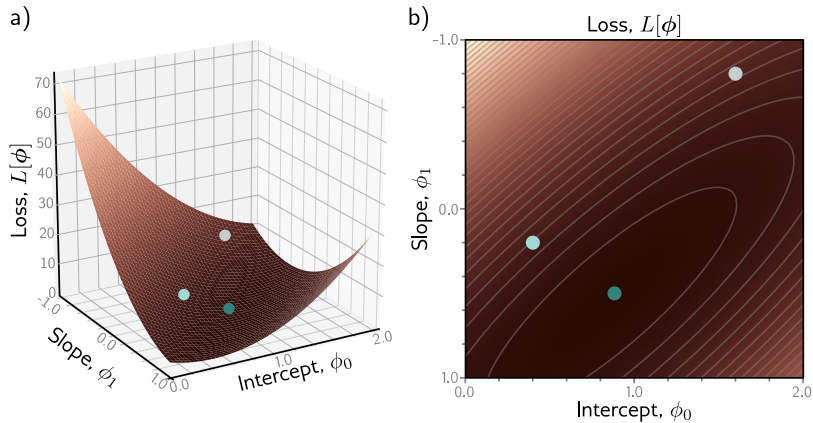 a)
70
60
50
40
30
20
10
0
Loss, L[ϕ]
-1.0
0.0
1.0
Slope, ϕ₁
0.0
1.0
2.0
Intercept, ϕ₀
b)
Loss, L[ϕ]
-1.0
0.0
1.0
Slope, ϕ₁
0.0
1.0
2.0
Intercept, ϕ₀